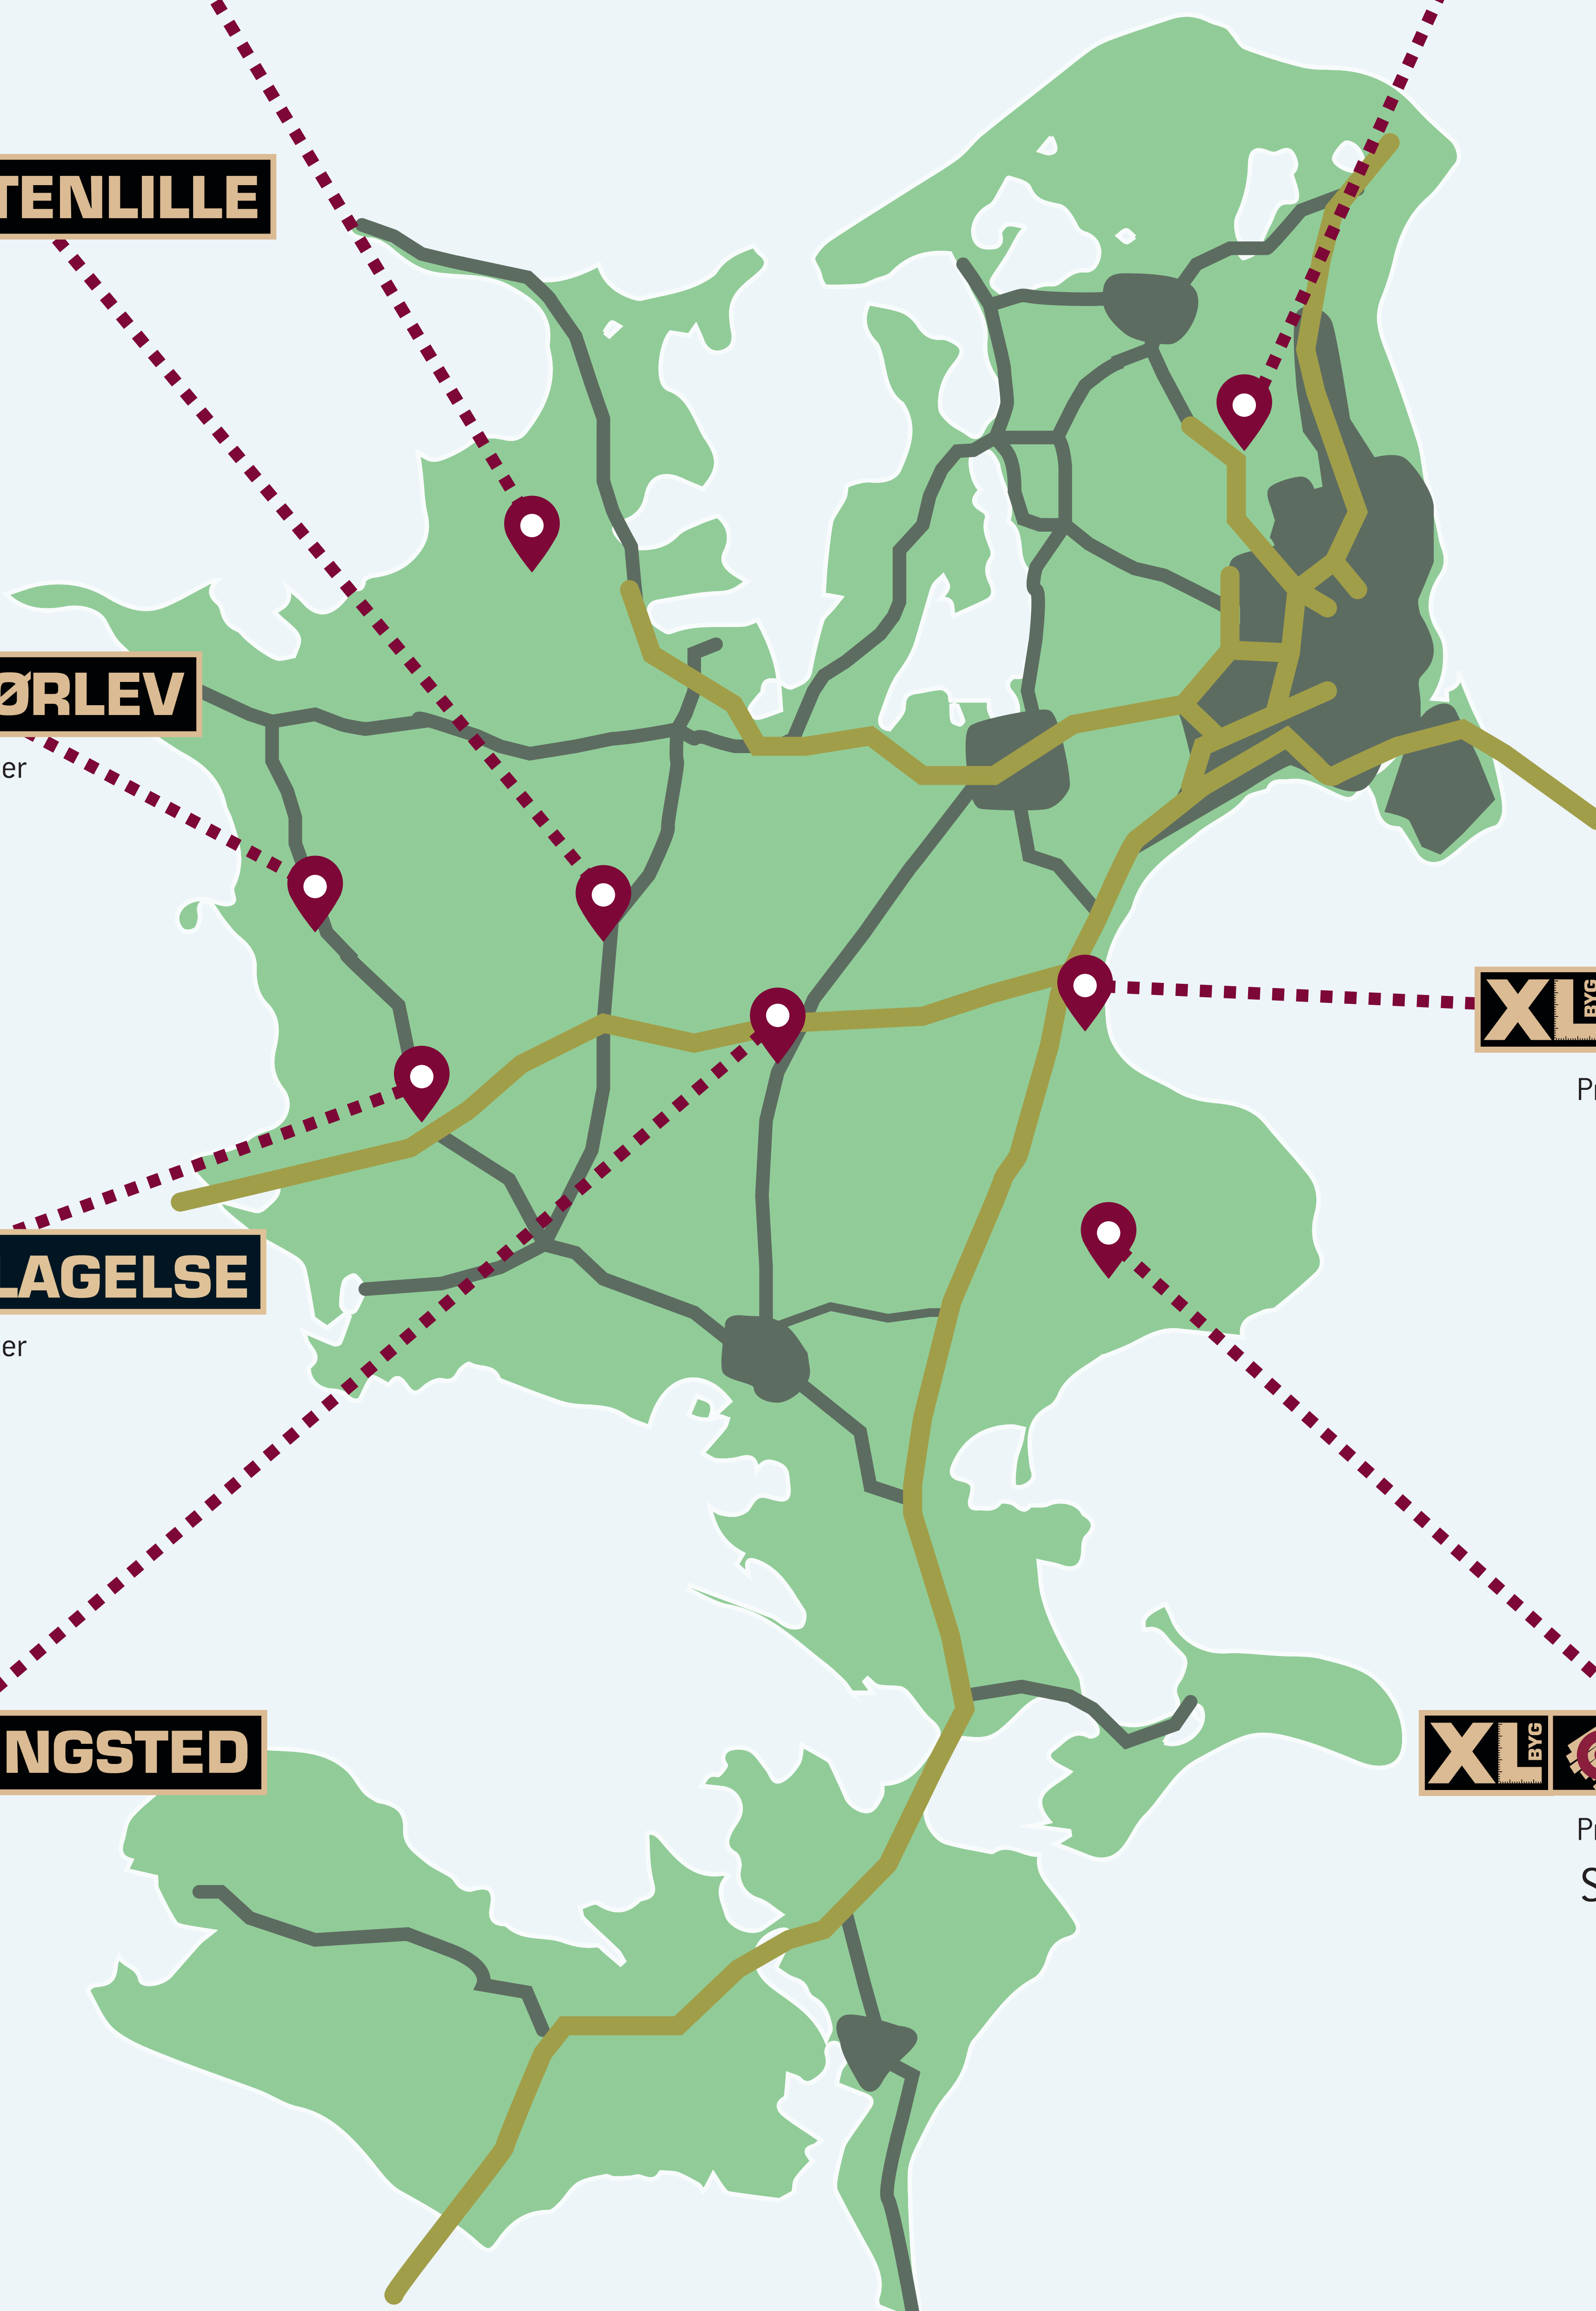 TENLILLE
ØRLEV
er
XL BYG
Pr
LAGELSE
er
NGSTED
XL BYG
Pr
S